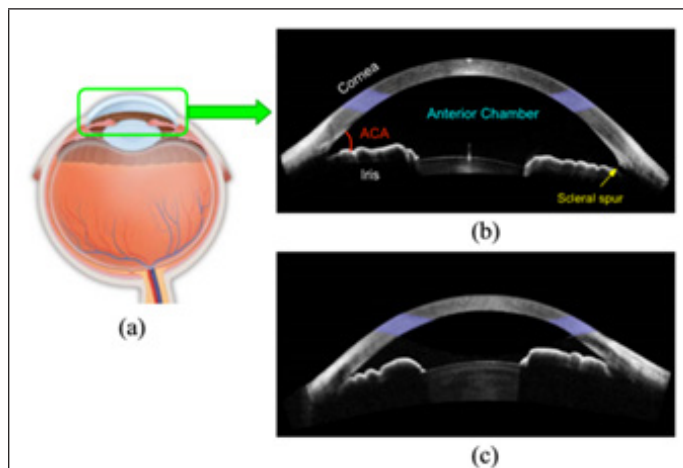 Cornea
Anterior Chamber
ACA
Iris
Scleral spur
(b)
(a)
(c)